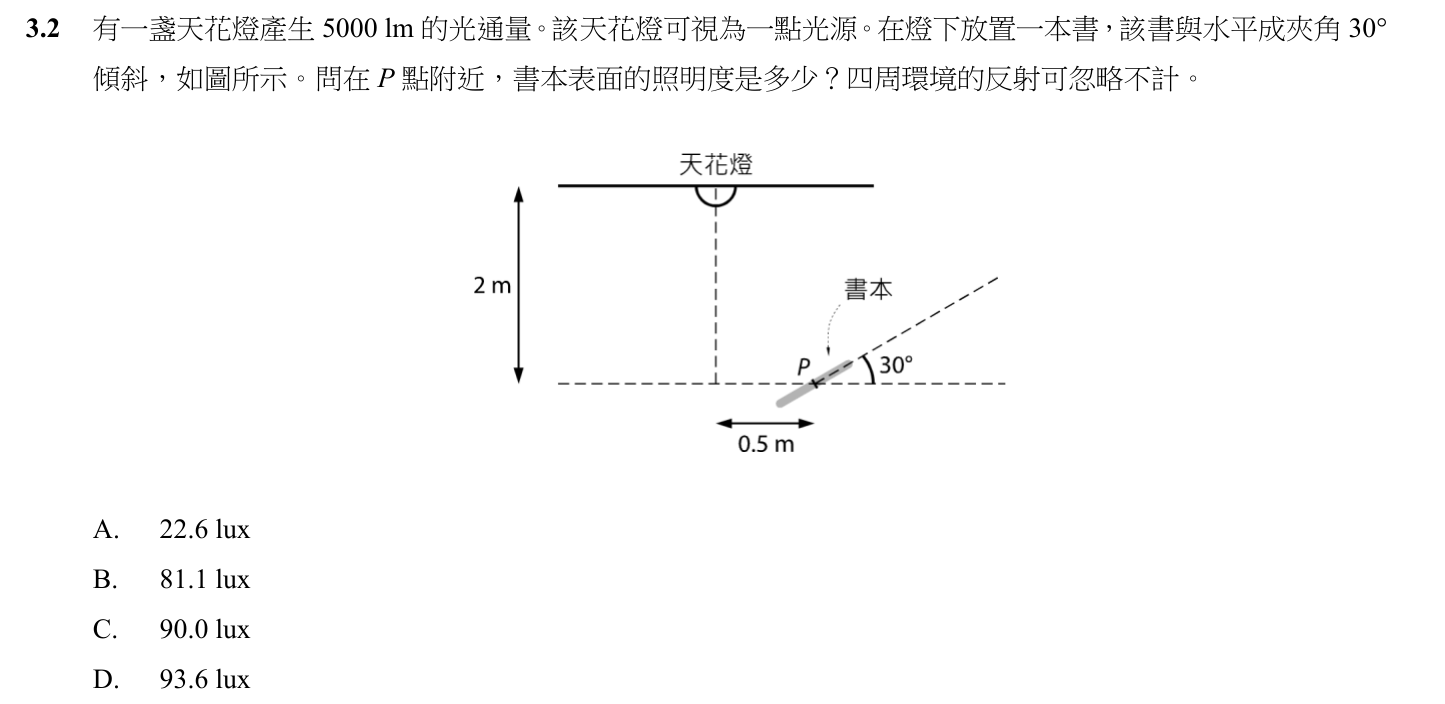 3.2 有一盞天花燈產生 5000 lm 的光通量。該天花燈可視為一點光源。在燈下放置一本書，該書與水平成夾角 30°
傾斜，如圖所示。問在 P 點附近，書本表面的照明度是多少？四周環境的反射可忽略不計。
天花燈
2 m
書本
P
30°
0.5 m
A. 22.6 lux
B. 81.1 lux
C. 90.0 lux
D. 93.6 lux